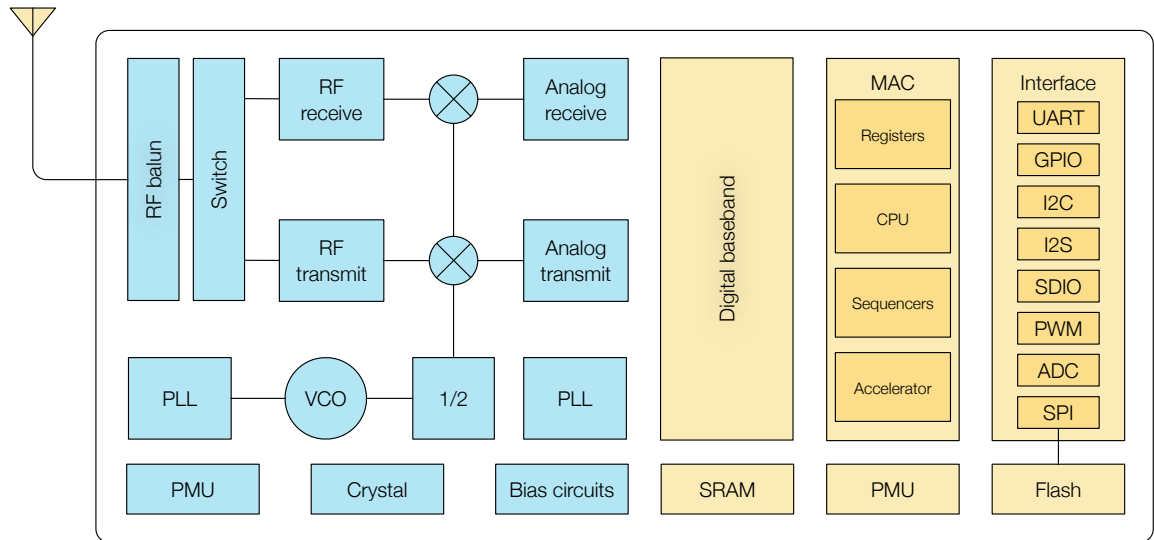 RF balun
Switch
RF
receive
Analog
receive
RF
transmit
Analog
transmit
PLL
VCO
1/2
PLL
PMU
Crystal
Bias circuits
Digital baseband
SRAM
MAC
Registers
CPU
Sequencers
Accelerator
PMU
Interface
UART
GPIO
I2C
I2S
SDIO
PWM
ADC
SPI
Flash